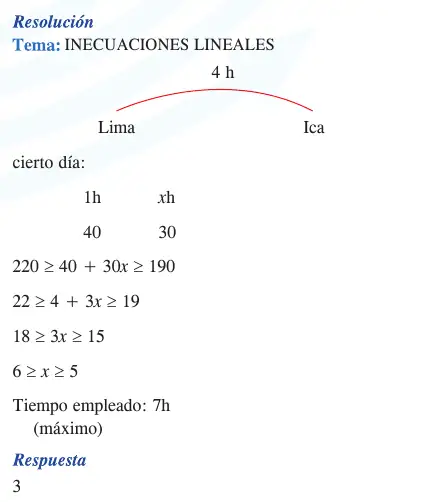 Resolución
Tema: INECUACIONES LINEALES
4 h
Lima Ica
cierto día:
1h xh
40 30
220 ≥ 40 + 30x ≥ 190
22 ≥ 4 + 3x ≥ 19
18 ≥ 3x ≥ 15
6 ≥ x ≥ 5
Tiempo empleado: 7h
(máximo)
Respuesta
3